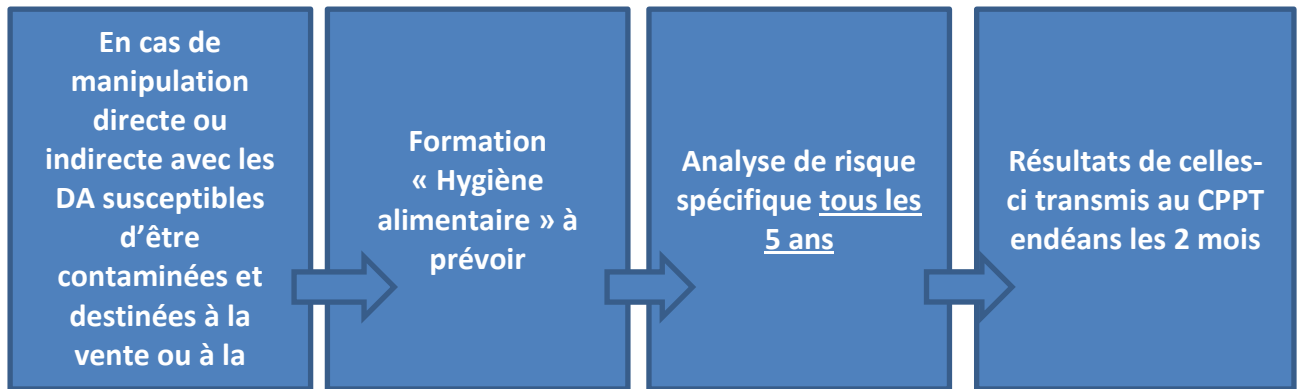 En cas de
manipulation
directe ou
indirecte avec les
DA susceptibles
d’être
contaminées et
destinées à la
vente ou à la
Formation
« Hygiène
alimentaire » à
prévoir
Analyse de risque
spécifique tous les
5 ans
Résultats de celles-
ci transmis au CPPT
endéans les 2 mois